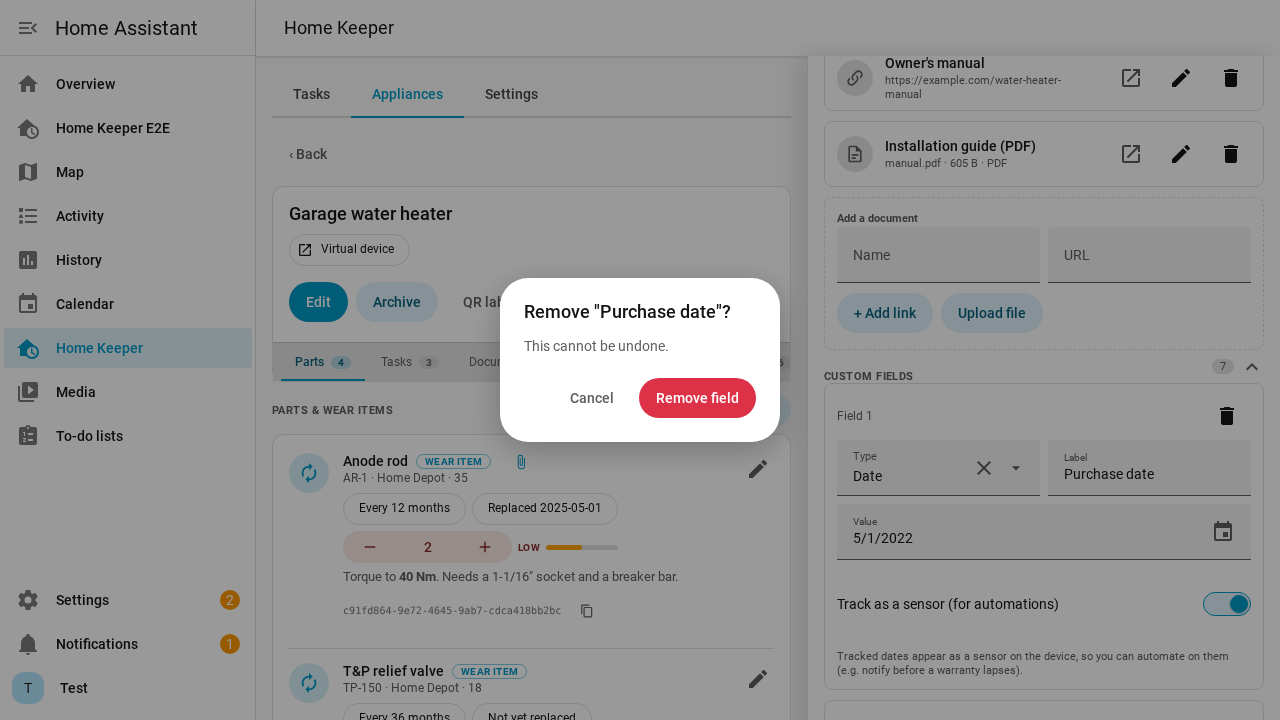 Home Assistant
Overview
Home Keeper E2E
Map
Activity
History
Calendar
Home Keeper
Media
To-do lists
Settings
2
Notifications
1
T
Test
Home Keeper
Tasks
Appliances
Settings
‹ Back
Garage water heater
Virtual device
Edit
Archive
Parts
4
Tasks
3
PARTS & WEAR ITEMS
Anode rod
WEAR ITEM
AR-1 · Home Depot · 35
Every 12 months
Replaced 2025-05-01
2
LOW
Torque to 40 Nm. Needs a 1-1/16" socket and a breaker bar.
c91fd864-9e72-4645-9ab7-cdca418bb2bc
T&P relief valve
WEAR ITEM
TP-150 · Home Depot · 18
Every 36 months
Not yet replaced
Remove "Purchase date"?
This cannot be undone.
Cancel
Remove field
Owner's manual
https://example.com/water-heater-
manual
Installation guide (PDF)
manual.pdf · 605 B · PDF
Add a document
Name
URL
+ Add link
Upload file
CUSTOM FIELDS
7
Field 1
Type
Date
Label
Purchase date
Value
5/1/2022
Track as a sensor (for automations)
Tracked dates appear as a sensor on the device, so you can automate on them
(e.g. notify before a warranty lapses).